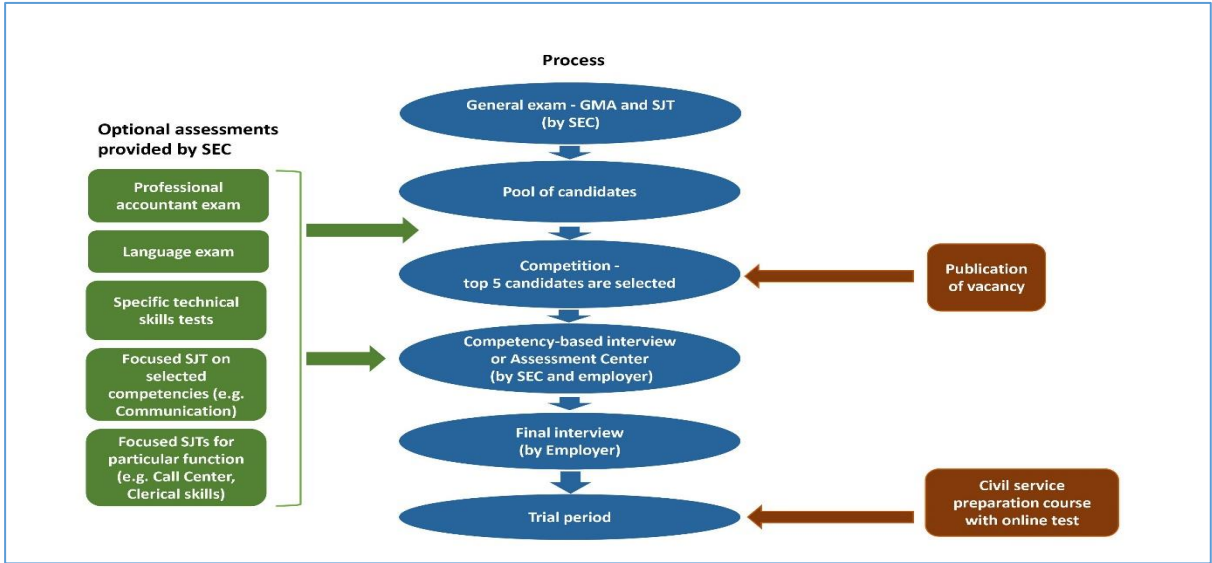 Process
General exam - GMA and SJT
(by SEC)
Optional assessments
provided by SEC
Professional
accountant exam
Pool of candidates
Language exam
Competition -
top 5 candidates are selected
Publication
of vacancy
Specific technical
skills tests
Focused SJT on
selected
competencies (e.g.
Communication)
Competency-based interview
or Assessment Center
(by SEC and employer)
Focused SJTs for
particular function
(e.g. Call Center,
Clerical skills)
Final interview
(by Employer)
Trial period
Civil service
preparation course
with online test